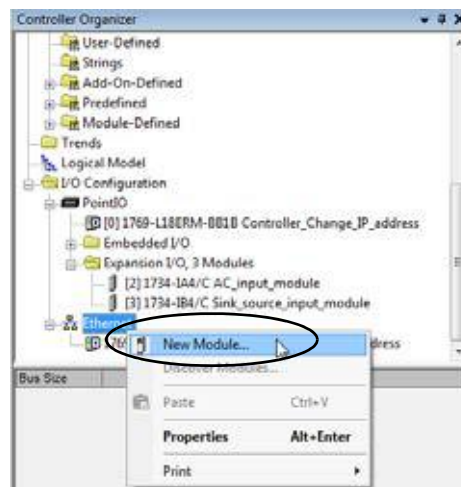 Controller Organizer
User-Defined
Strings
Add-On-Defined
Predefined
Module-Defined
Trends
Logical Model
I/O Configuration
PointIO
[0] 1769-L18ERM-BB1B Controller_Change_IP_address
Embedded I/O
Expansion I/O, 3 Modules
[2] 1734-IA4/C AC_input_module
[3] 1734-IB4/C Sink_source_input_module
Ethernet
1769 dress
New Module...
Discover Modules...
Bus Size
Paste Ctrl+V
Properties Alt+Enter
Print